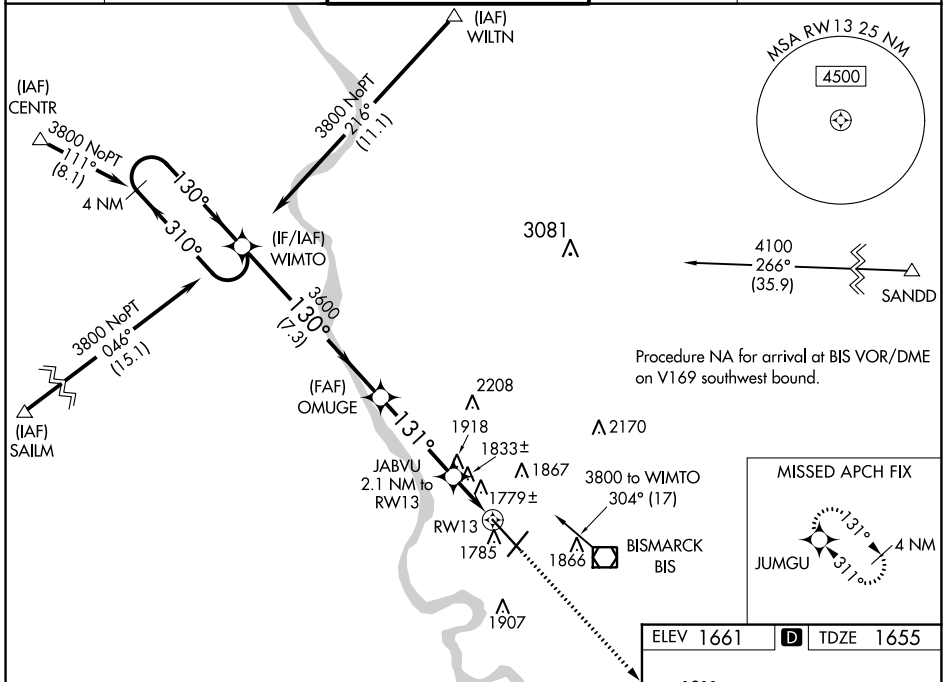 (IAF)
WILTN
MSA RW 13 25 NM
4500
(IAF)
CENTR
3800 NoPT
111°
(8.1)
3800 NoPT
216°
(11.1)
4 NM
130°
310°
(IF/IAF)
WIMTO
3081
4100
266°
(35.9)
SANDD
3600
130°
(7.3)
3800 NoPT
046°
(15.1)
Procedure NA for arrival at BIS VOR/DME
on V169 southwest bound.
(IAF)
SAILM
(FAF)
OMUGE
131°
2208
1918
1833±
2170
1867
JABVU
2.1 NM to
RW13
1779±
3800 to WIMTO
304° (17)
RW13
1785
1866
BISMARCK
BIS
1907
MISSED APCH FIX
131°
4 NM
JUMGU
311°
ELEV 1661
D
TDZE 1655